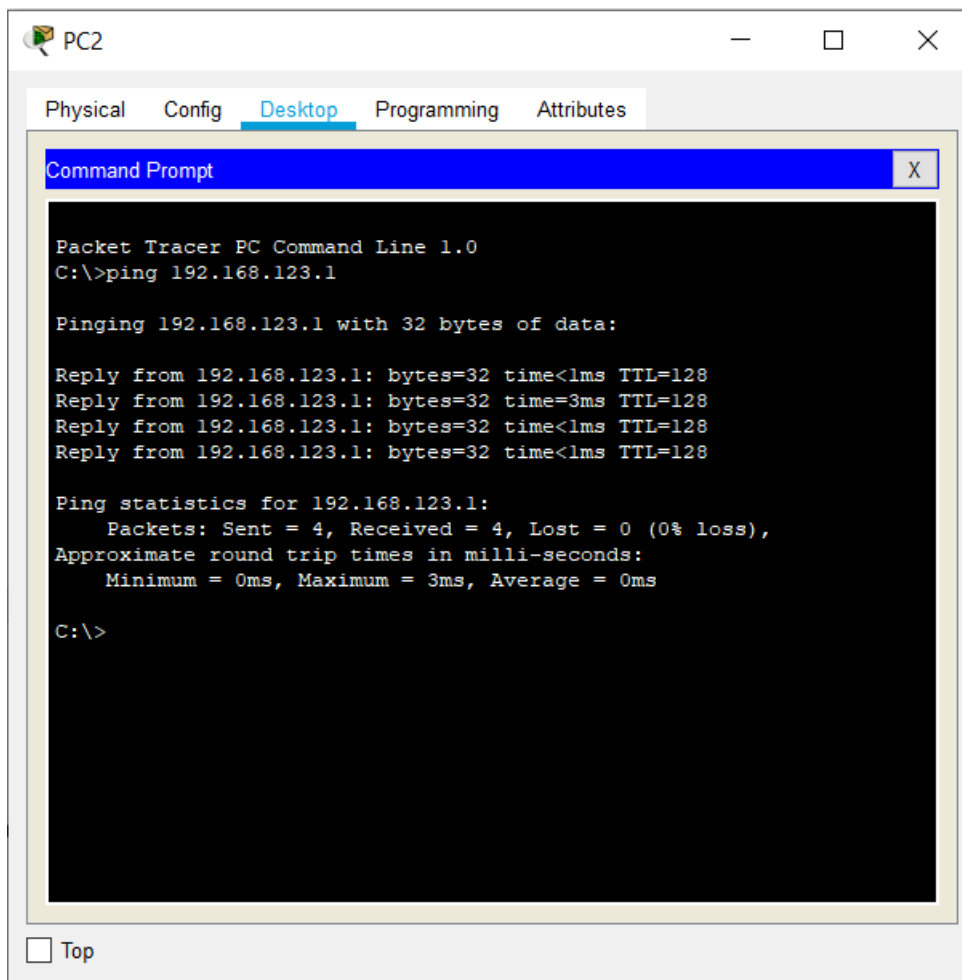 PC2
Physical Config Desktop Programming Attributes
Command Prompt X
Packet Tracer PC Command Line 1.0
C:\>ping 192.168.123.1
Pinging 192.168.123.1 with 32 bytes of data:
Reply from 192.168.123.1: bytes=32 time<1ms TTL=128
Reply from 192.168.123.1: bytes=32 time=3ms TTL=128
Reply from 192.168.123.1: bytes=32 time<1ms TTL=128
Reply from 192.168.123.1: bytes=32 time<1ms TTL=128
Ping statistics for 192.168.123.1:
    Packets: Sent = 4, Received = 4, Lost = 0 (0% loss),
Approximate round trip times in milli-seconds:
    Minimum = 0ms, Maximum = 3ms, Average = 0ms
C:\>
Top